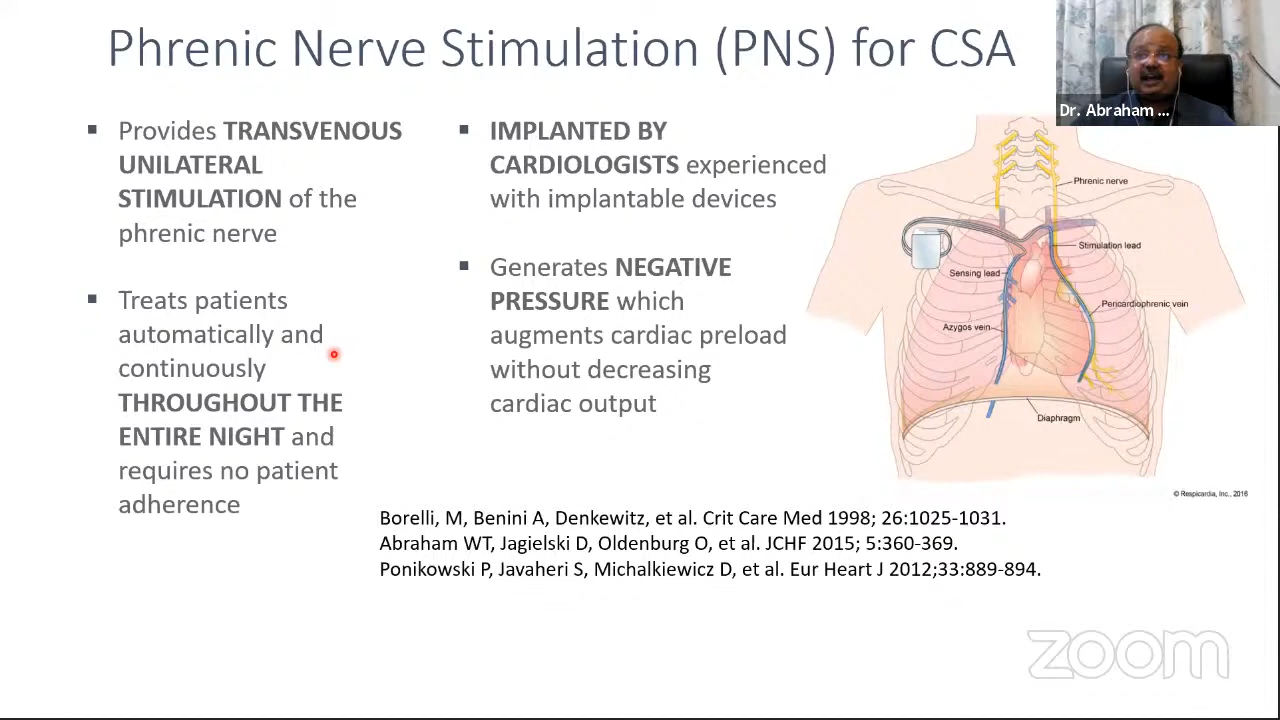 Phrenic Nerve Stimulation (PNS) for CSA
Dr. Abraham ...
▪ Provides TRANSVENOUS
UNILATERAL
STIMULATION of the
phrenic nerve
▪ Treats patients
automatically and
continuously
THROUGHOUT THE
ENTIRE NIGHT and
requires no patient
adherence
▪ IMPLANTED BY
CARDIOLOGISTS experienced
with implantable devices
▪ Generates NEGATIVE
PRESSURE which
augments cardiac preload
without decreasing
cardiac output
Phrenic nerve
Stimulation lead
Sensing lead
Pericardiophrenic vein
Azygos vein
Diaphragm
© Respicardia, Inc., 2016
Borelli, M, Benini A, Denkewitz, et al. Crit Care Med 1998; 26:1025-1031.
Abraham WT, Jagielski D, Oldenburg O, et al. JCHF 2015; 5:360-369.
Ponikowski P, Javaheri S, Michalkiewicz D, et al. Eur Heart J 2012;33:889-894.
zoom